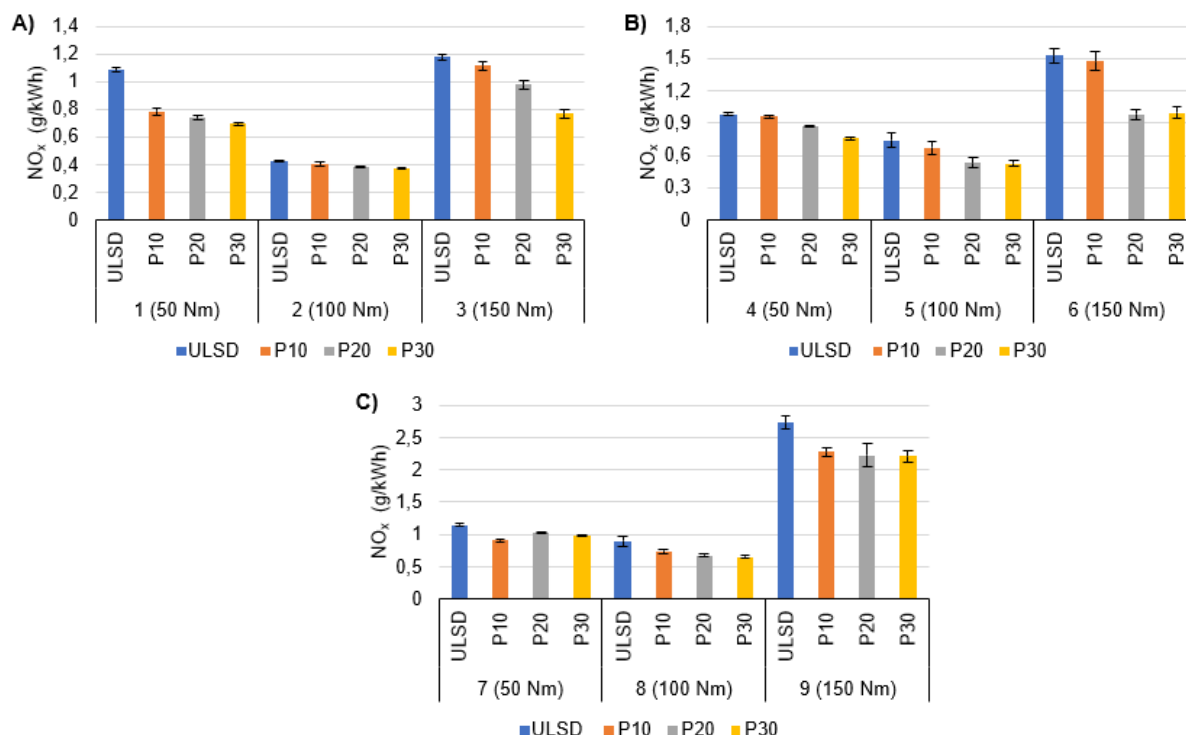 A)
NOx (g/kWh)
1,4
1,2
1
0,8
0,6
0,4
0,2
0
ULSD P10 P20 P30 ULSD P10 P20 P30 ULSD P10 P20 P30
1 (50 Nm) 2 (100 Nm) 3 (150 Nm)
ULSD P10 P20 P30
B)
NOx (g/kWh)
1,8
1,5
1,2
0,9
0,6
0,3
0
ULSD P10 P20 P30 ULSD P10 P20 P30 ULSD P10 P20 P30
4 (50 Nm) 5 (100 Nm) 6 (150 Nm)
ULSD P10 P20 P30
C)
NOx (g/kWh)
3
2,5
2
1,5
1
0,5
0
ULSD P10 P20 P30 ULSD P10 P20 P30 ULSD P10 P20 P30
7 (50 Nm) 8 (100 Nm) 9 (150 Nm)
ULSD P10 P20 P30